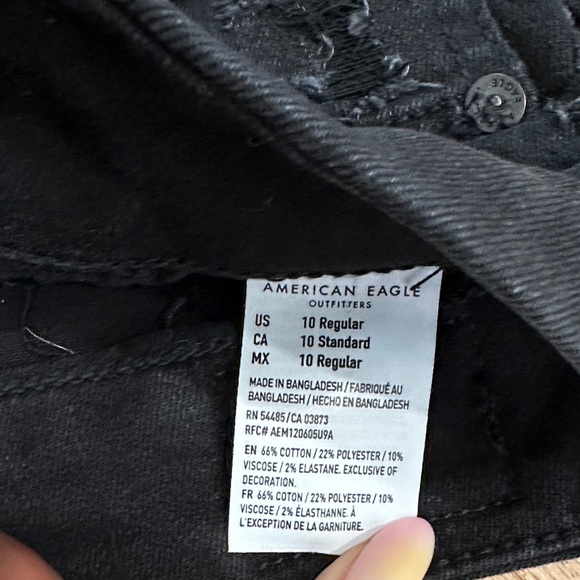 AMERICAN EAGLE
OUTFITTERS
US 10 Regular
CA 10 Standard
MX 10 Regular
MADE IN BANGLADESH / FABRIQUÉ AU
BANGLADESH / HECHO EN BANGLADESH
RN 54485/CA 03873
RFC# AEM120605U9A
EN 66% COTTON / 22% POLYESTER / 10%
VISCOSE / 2% ELASTANE. EXCLUSIVE OF
DECORATION.
FR 66% COTON / 22% POLYESTER / 10%
VISCOSE / 2% ÉLASTHANNE. À
L'EXCEPTION DE LA GARNITURE.
EAGLE